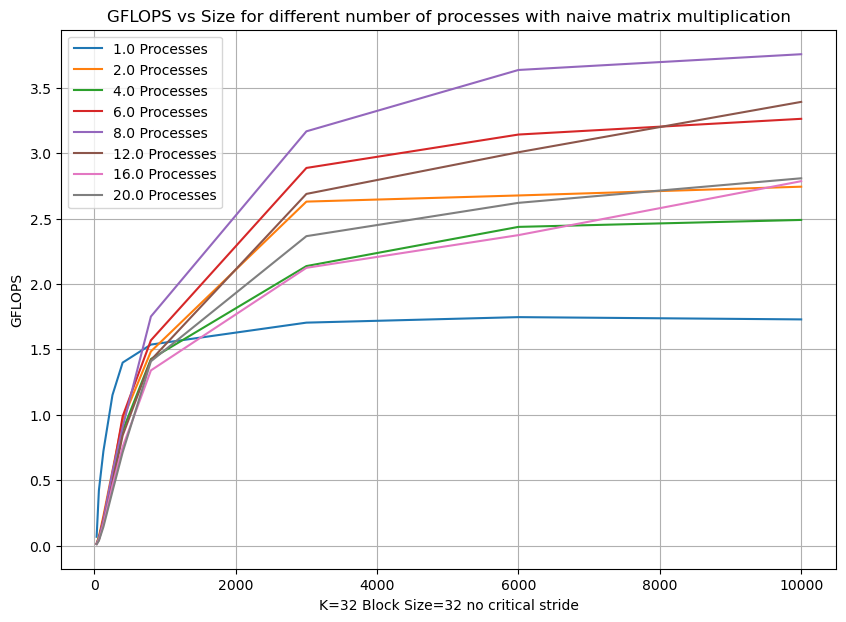 GFLOPS vs Size for different number of processes with naive matrix multiplication
1.0 Processes
2.0 Processes
4.0 Processes
6.0 Processes
8.0 Processes
12.0 Processes
16.0 Processes
20.0 Processes
GFLOPS
3.5
3.0
2.5
2.0
1.5
1.0
0.5
0.0
0
2000
4000
6000
8000
10000
K=32 Block Size=32 no critical stride